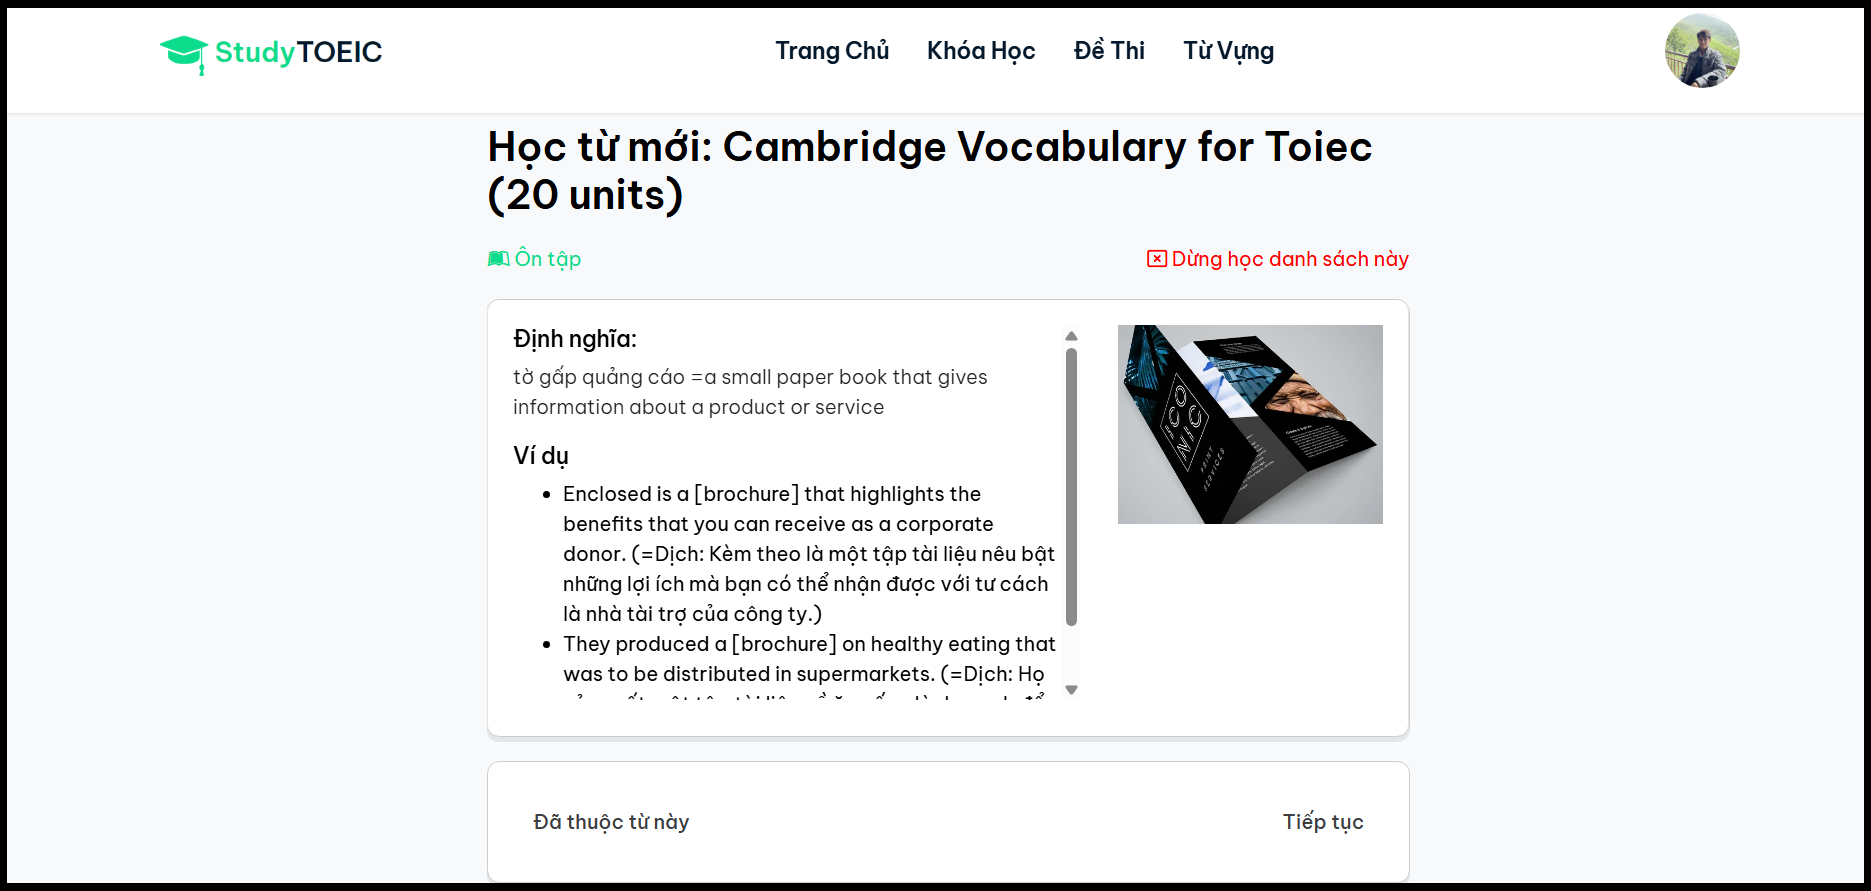 StudyTOEIC
Trang Chủ
Khóa Học
Đề Thi
Từ Vựng
Học từ mới: Cambridge Vocabulary for Toiec
(20 units)
Ôn tập
Dừng học danh sách này
Định nghĩa:
tờ gấp quảng cáo =a small paper book that gives
information about a product or service
Ví dụ
Enclosed is a [brochure] that highlights the
benefits that you can receive as a corporate
donor. (=Dịch: Kèm theo là một tập tài liệu nêu bật
những lợi ích mà bạn có thể nhận được với tư cách
là nhà tài trợ của công ty.)
They produced a [brochure] on healthy eating that
was to be distributed in supermarkets. (=Dịch: Họ
ICONIC
PRINT
SERVICES
Đã thuộc từ này
Tiếp tục